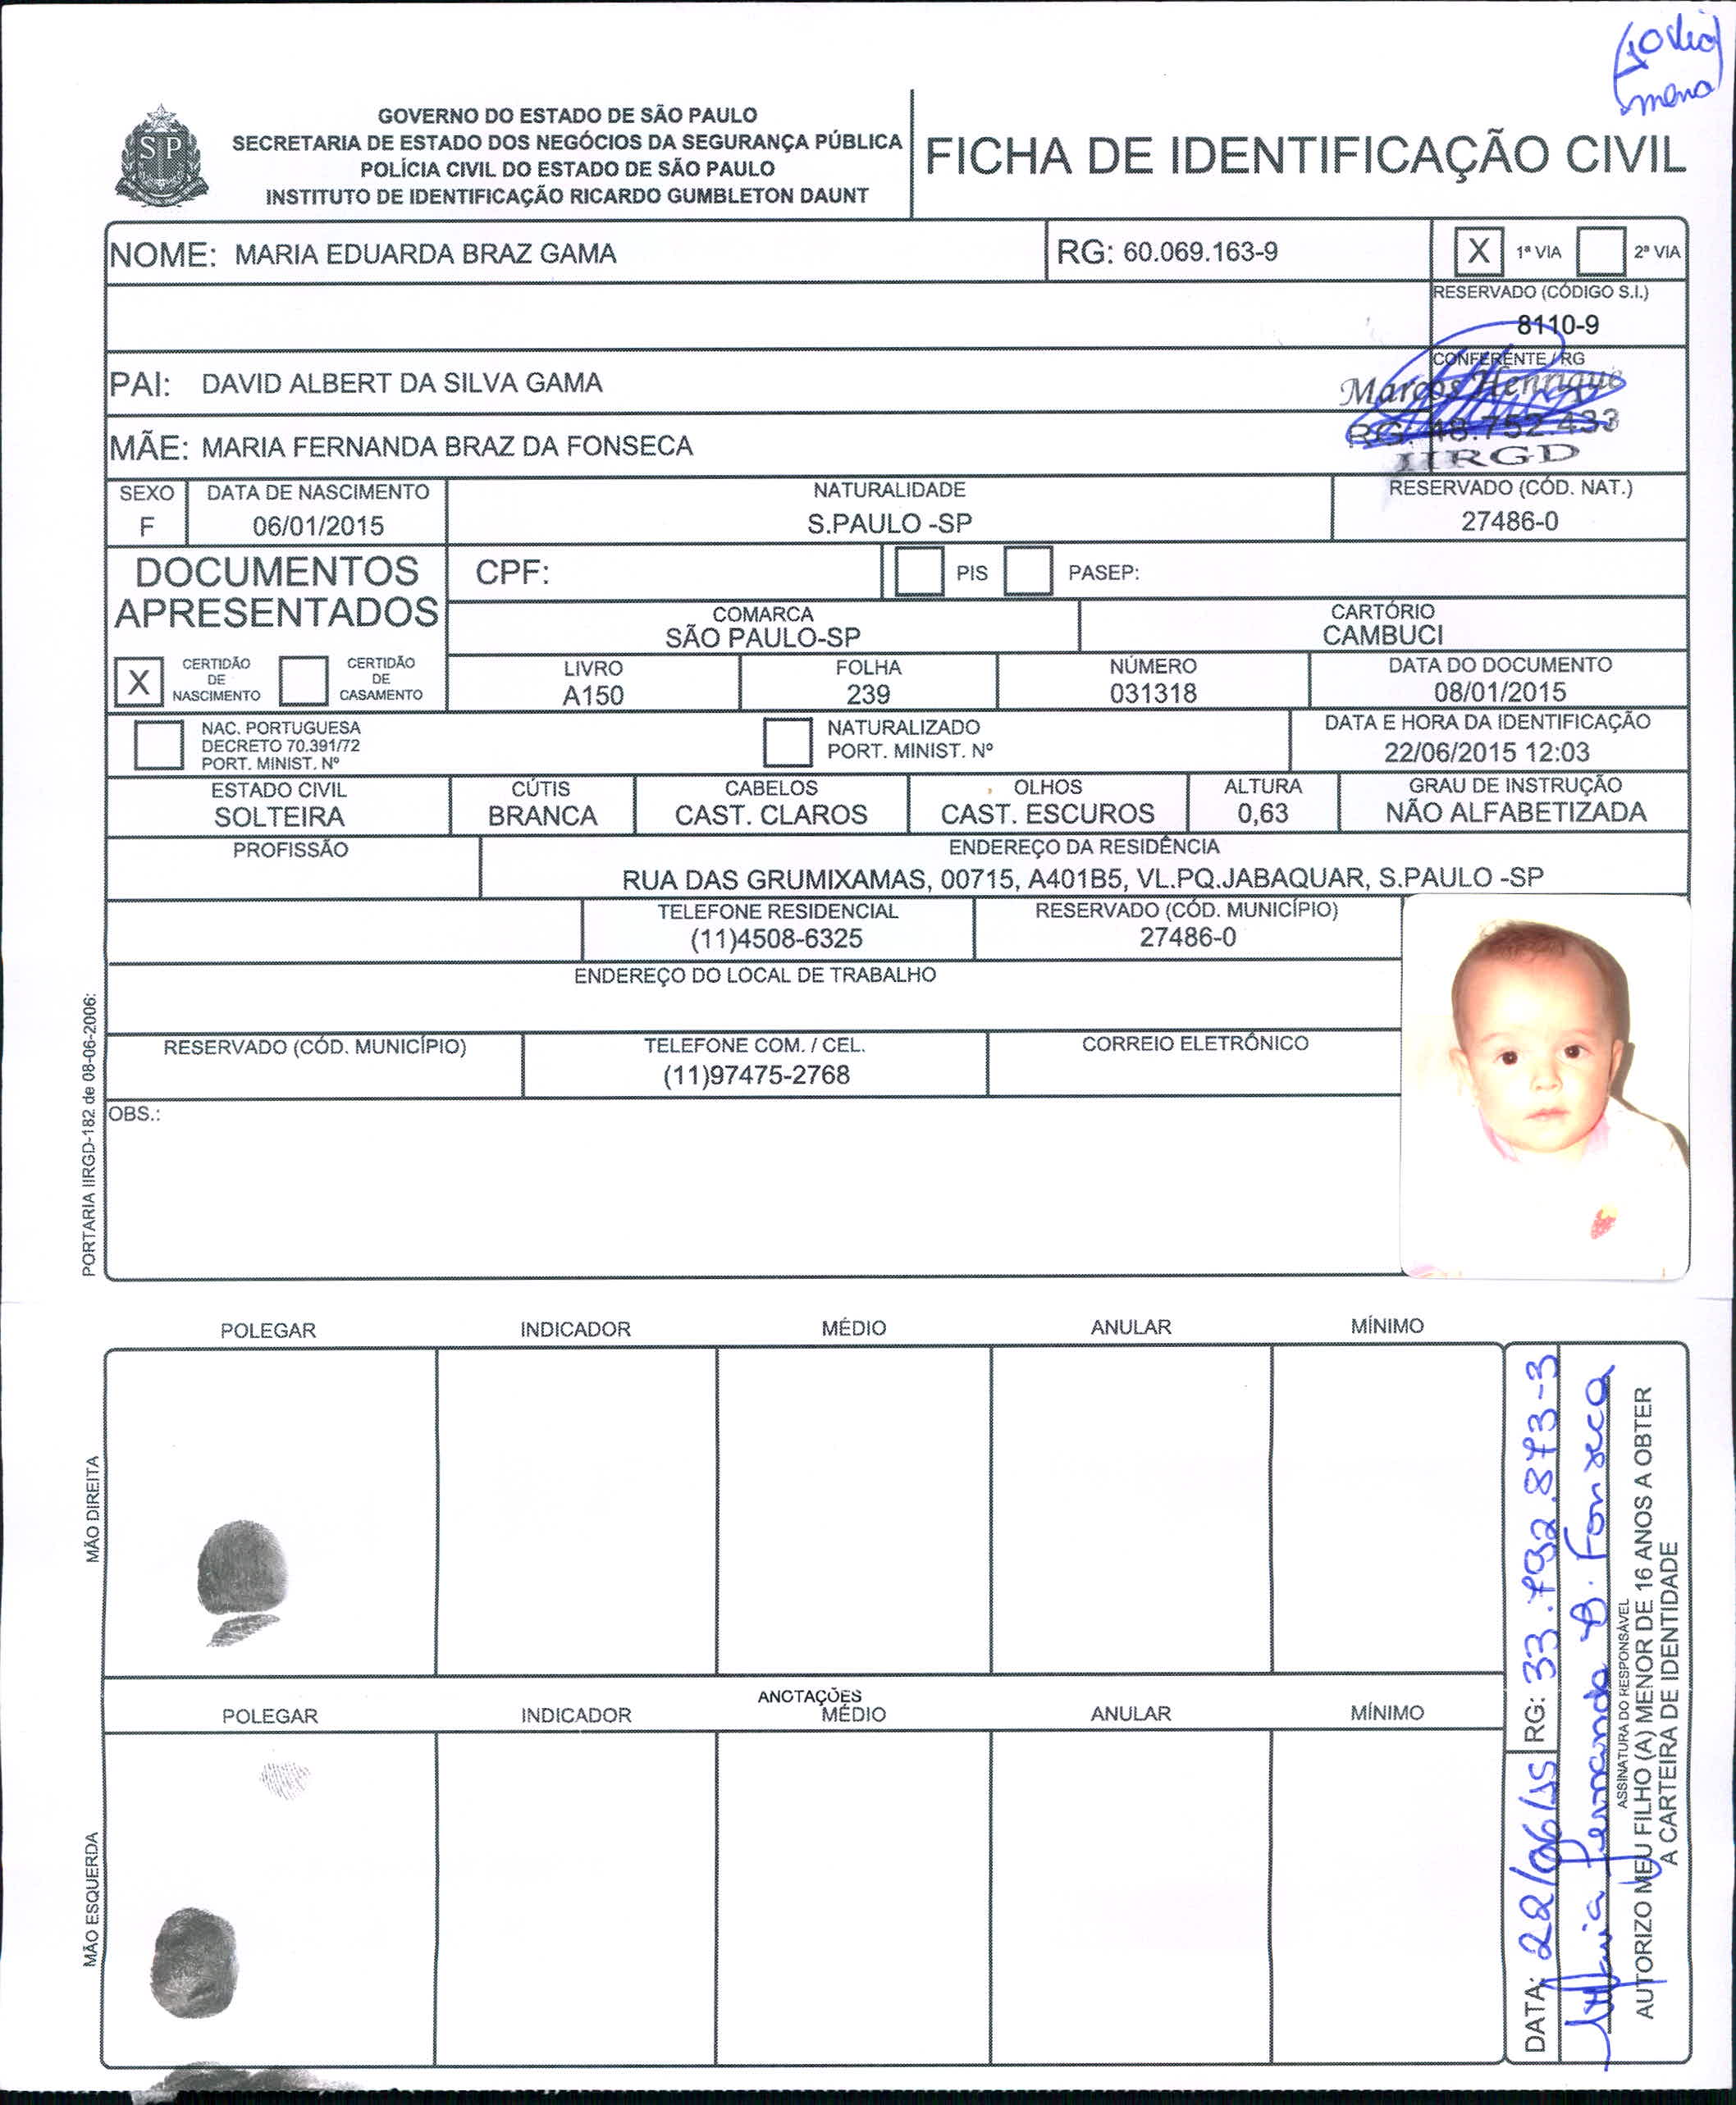 GOVERNO DO ESTADO DE SÃO PAULO
SECRETARIA DE ESTADO DOS NEGÓCIOS DA SEGURANÇA PÚBLICA
POLÍCIA CIVIL DO ESTADO DE SÃO PAULO
INSTITUTO DE IDENTIFICAÇÃO RICARDO GUMBLETON DAUNT
SP
FICHA DE IDENTIFICAÇÃO CIVIL
NOME: MARIA EDUARDA BRAZ GAMA
RG: 60.069.163-9
X 1ª VIA 2ª VIA
RESERVADO (CÓDIGO S.I.)
8110-9
PAI: DAVID ALBERT DA SILVA GAMA
CONFERENTE / RG
Marcos Henrique
RG. 48.752.433
IIRGD
MÃE: MARIA FERNANDA BRAZ DA FONSECA
SEXO DATA DE NASCIMENTO NATURALIDADE RESERVADO (CÓD. NAT.)
F 06/01/2015 S.PAULO -SP 27486-0
DOCUMENTOS APRESENTADOS
CPF: PIS PASEP:
COMARCA CARTÓRIO
SÃO PAULO-SP CAMBUCI
X CERTIDÃO DE NASCIMENTO CERTIDÃO DE CASAMENTO
LIVRO FOLHA NÚMERO DATA DO DOCUMENTO
A150 239 031318 08/01/2015
NAC. PORTUGUESA
DECRETO 70.391/72
PORT. MINIST. Nº
NATURALIZADO
PORT. MINIST. Nº
DATA E HORA DA IDENTIFICAÇÃO
22/06/2015 12:03
ESTADO CIVIL CÚTIS CABELOS OLHOS ALTURA GRAU DE INSTRUÇÃO
SOLTEIRA BRANCA CAST. CLAROS CAST. ESCUROS 0,63 NÃO ALFABETIZADA
PROFISSÃO ENDEREÇO DA RESIDÊNCIA
RUA DAS GRUMIXAMAS, 00715, A401B5, VL.PQ.JABAQUAR, S.PAULO -SP
TELEFONE RESIDENCIAL RESERVADO (CÓD. MUNICÍPIO)
(11)4508-6325 27486-0
ENDEREÇO DO LOCAL DE TRABALHO
RESERVADO (CÓD. MUNICÍPIO) TELEFONE COM. / CEL. CORREIO ELETRÔNICO
(11)97475-2768
OBS.:
PORTARIA IIRGD-182 de 08-06-2006:
POLEGAR INDICADOR MÉDIO ANULAR MÍNIMO
MÃO DIREITA
ANOTAÇÕES
POLEGAR INDICADOR MÉDIO ANULAR MÍNIMO
MÃO ESQUERDA
DATA: 22/06/15 RG: 33.792.873-3
Maria Fernanda B. Fonseca
ASSINATURA DO RESPONSÁVEL
AUTORIZO MEU FILHO (A) MENOR DE 16 ANOS A OBTER
A CARTEIRA DE IDENTIDADE